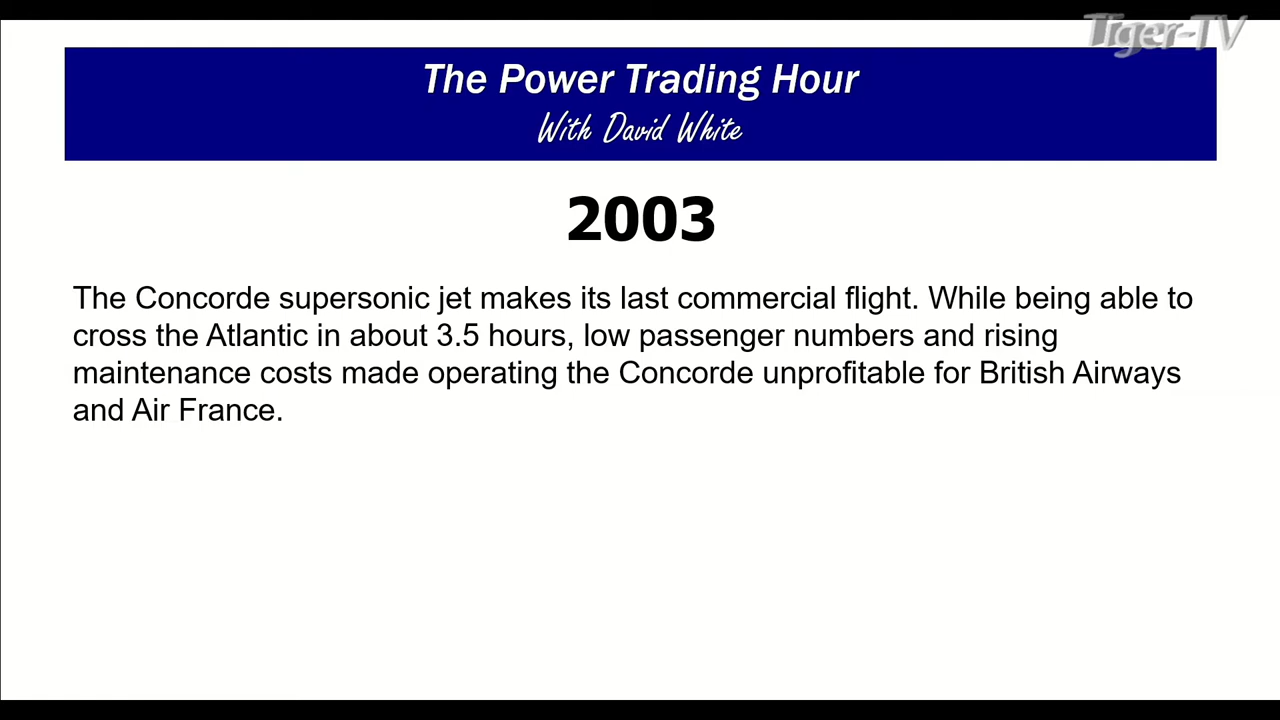 Tiger-TV
The Power Trading Hour
With David White
2003
The Concorde supersonic jet makes its last commercial flight. While being able to
cross the Atlantic in about 3.5 hours, low passenger numbers and rising
maintenance costs made operating the Concorde unprofitable for British Airways
and Air France.